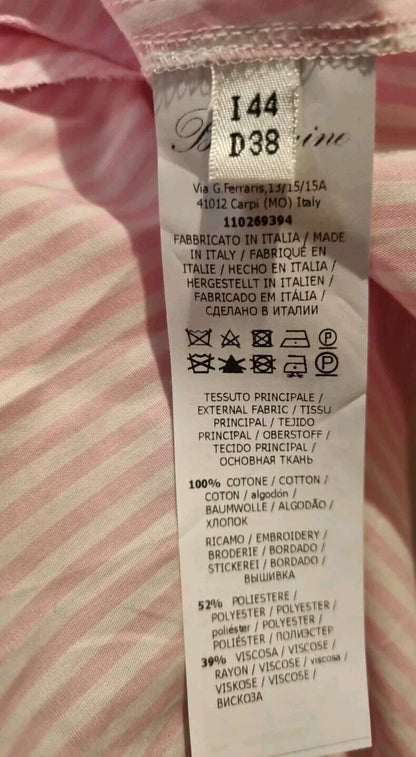 I 44
D38
Via G.Ferraris,13/15/15A
41012 Carpi (MO) Italy
110269394
FABBRICATO IN ITALIA / MADE
IN ITALY / FABRIQUÉ EN
ITALIE / HECHO EN ITALIA /
HERGESTELLT IN ITALIEN /
FABRICADO EM ITÁLIA /
СДЕЛАНО В ИТАЛИИ
P
P
TESSUTO PRINCIPALE /
EXTERNAL FABRIC / TISSU
PRINCIPAL / TEJIDO
PRINCIPAL / OBERSTOFF /
TECIDO PRINCIPAL /
ОСНОВНАЯ ТКАНЬ
100% COTONE / COTTON /
COTON / algodón /
BAUMWOLLE / ALGODÃO /
ХЛОПОК
RICAMO / EMBROIDERY /
BRODERIE / BORDADO /
STICKEREI / BORDADO /
ВЫШИВКА
52% POLIESTERE /
POLYESTER / POLYESTER /
poliéster / POLYESTER /
POLIÉSTER / ПОЛИЭСТЕР
39% VISCOSA / VISCOSE /
RAYON / VISCOSE / viscosa /
VISKOSE / VISCOSE /
ВИСКОЗА